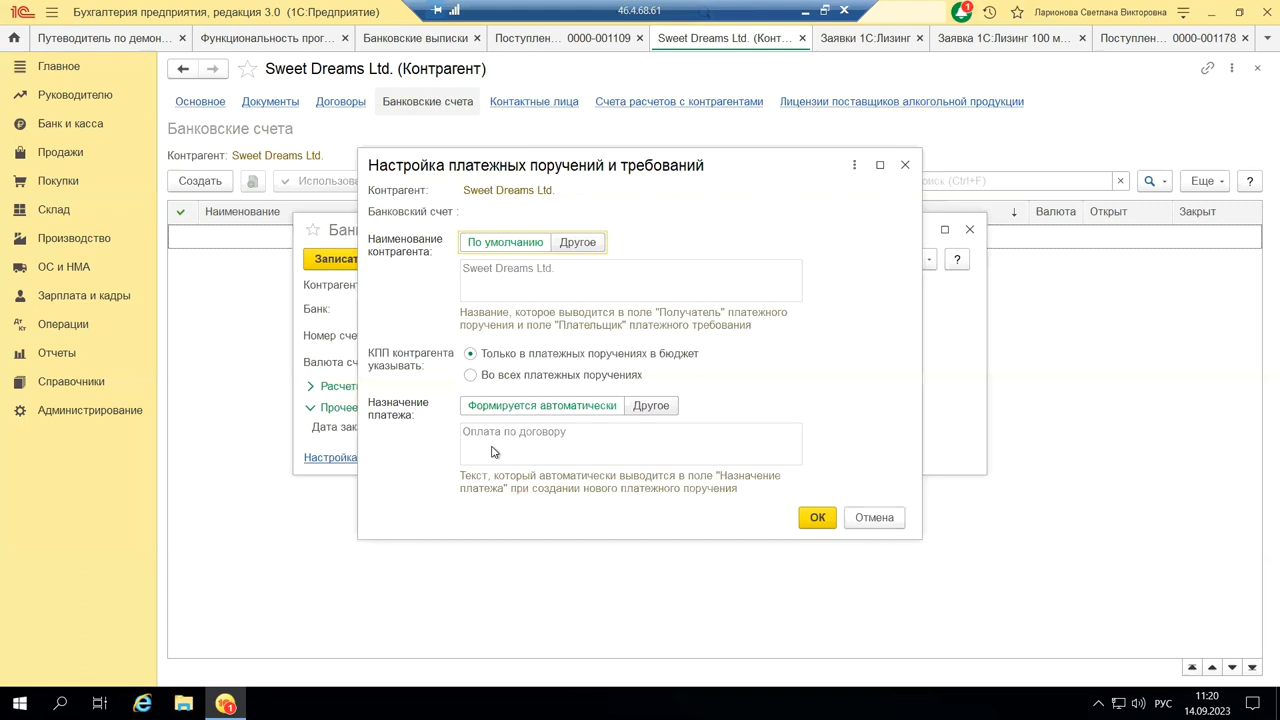 Бухгалтерия предприятия, редакция 3.0 (1С:Предприятие)
46.4.68.61
1
Ларионова Светлана Викторовна
Путеводитель по демон...
Функциональность прог...
Банковские выписки
Поступлен... 0000-001109
Sweet Dreams Ltd. (Конт...
Заявки 1С:Лизинг
Заявка 1С:Лизинг 100 м...
Поступлен... 0000-001178
Главное
Руководителю
Банк и касса
Продажи
Покупки
Склад
Производство
ОС и НМА
Зарплата и кадры
Операции
Отчеты
Справочники
Администрирование
Sweet Dreams Ltd. (Контрагент)
Основное
Документы
Договоры
Банковские счета
Контактные лица
Счета расчетов с контрагентами
Лицензии поставщиков алкогольной продукции
Банковские счета
Контрагент: Sweet Dreams Ltd.
Создать
Использова
оиск (Ctrl+F)
Еще
?
Наименование
Валюта
Открыт
Закрыт
Бан
Записат
?
Контраген
Банк:
Номер сче
Валюта сч
Расчет
Прочее
Дата зак
Настройка
Настройка платежных поручений и требований
Контрагент: Sweet Dreams Ltd.
Банковский счет :
Наименование
контрагента:
По умолчанию
Другое
Sweet Dreams Ltd.
Название, которое выводится в поле "Получатель" платежного
поручения и поле "Плательщик" платежного требования
КПП контрагента
указывать:
Только в платежных поручениях в бюджет
Во всех платежных поручениях
Назначение
платежа:
Формируется автоматически
Другое
Оплата по договору
Текст, который автоматически выводится в поле "Назначение
платежа" при создании нового платежного поручения
ОК
Отмена
1
РУС
11:20
14.09.2023